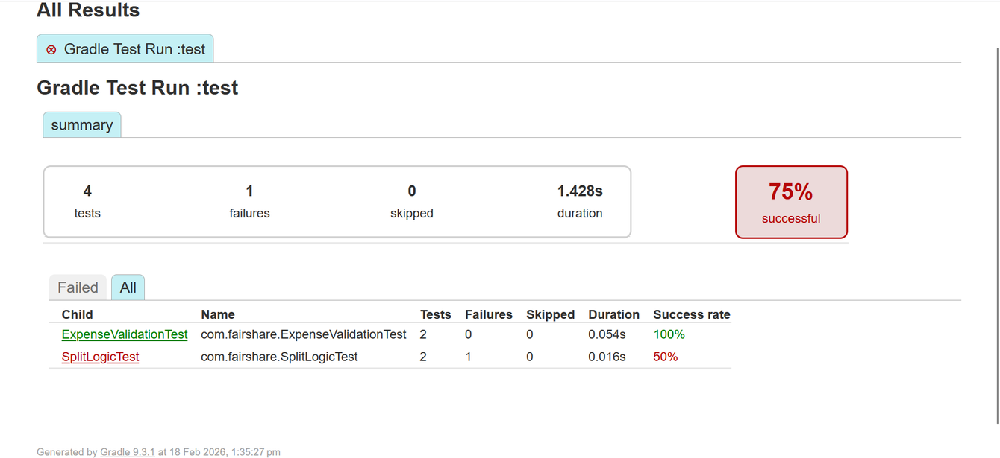 All Results
Gradle Test Run :test
Gradle Test Run :test
summary
4 1 0 1.428s 75%
tests failures skipped duration successful
Failed All
Child Name Tests Failures Skipped Duration Success rate
ExpenseValidationTest com.fairshare.ExpenseValidationTest 2 0 0 0.054s 100%
SplitLogicTest com.fairshare.SplitLogicTest 2 1 0 0.016s 50%
Generated by Gradle 9.3.1 at 18 Feb 2026, 1:35:27 pm